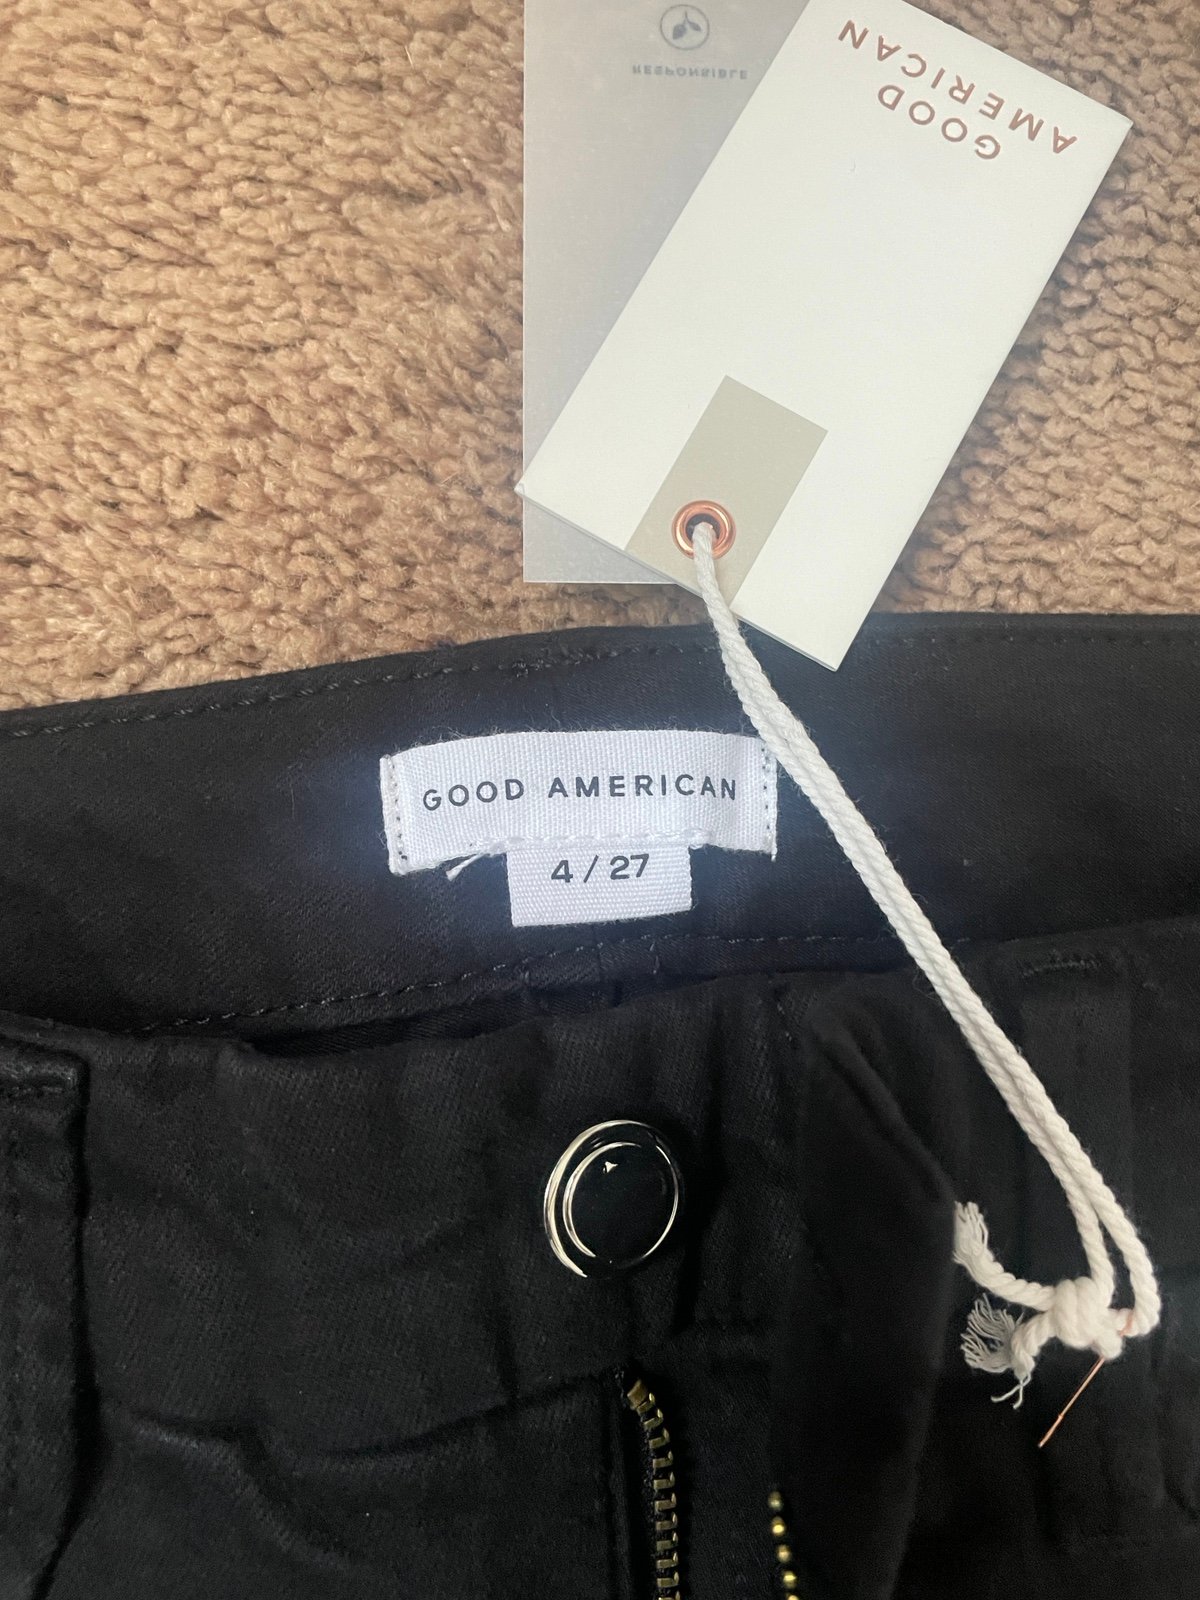 RESPONSIBLE
GOOD
AMERICAN
GOOD AMERICAN
4 / 27